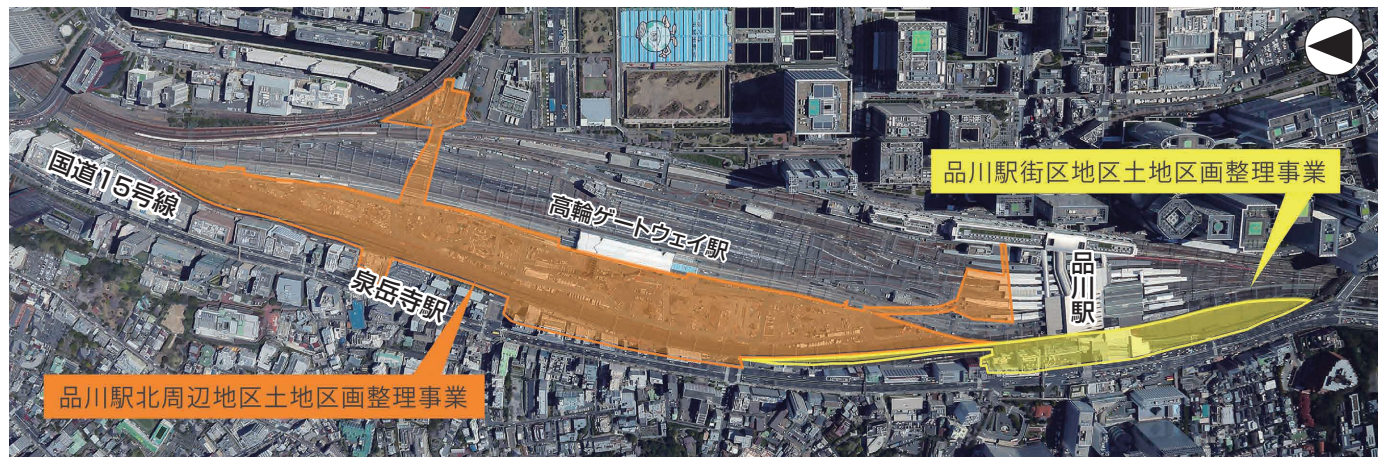 品川駅街区地区土地区画整理事業
国道15号線
高輪ゲートウェイ駅
品川駅
泉岳寺駅
品川駅北周辺地区土地区画整理事業